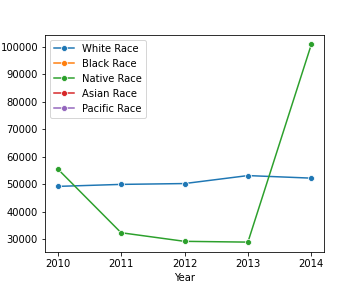 100000
90000
80000
70000
60000
50000
40000
30000
White Race
Black Race
Native Race
Asian Race
Pacific Race
2010 2011 2012 2013 2014
Year